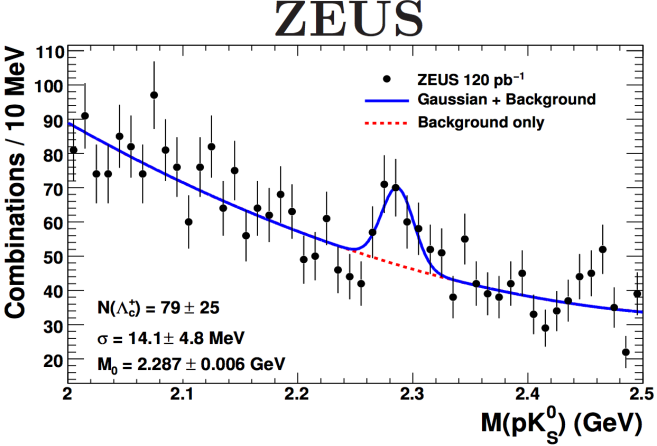 ZEUS
Combinations / 10 MeV
110
100
90
80
70
60
50
40
30
20
ZEUS 120 pb⁻¹
Gaussian + Background
Background only
N(Λc⁺) = 79 ± 25
σ = 14.1 ± 4.8 MeV
M₀ = 2.287 ± 0.006 GeV
2 2.1 2.2 2.3 2.4 2.5
M(pK⁰S) (GeV)